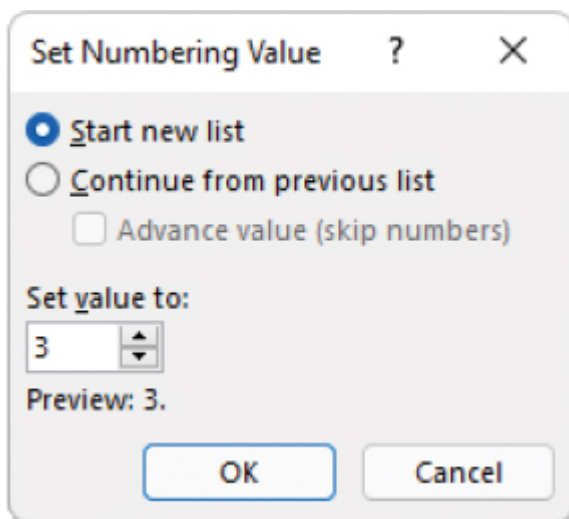 Set Numbering Value ?
Start new list
Continue from previous list
Advance value (skip numbers)
Set value to:
3
Preview: 3.
OK Cancel